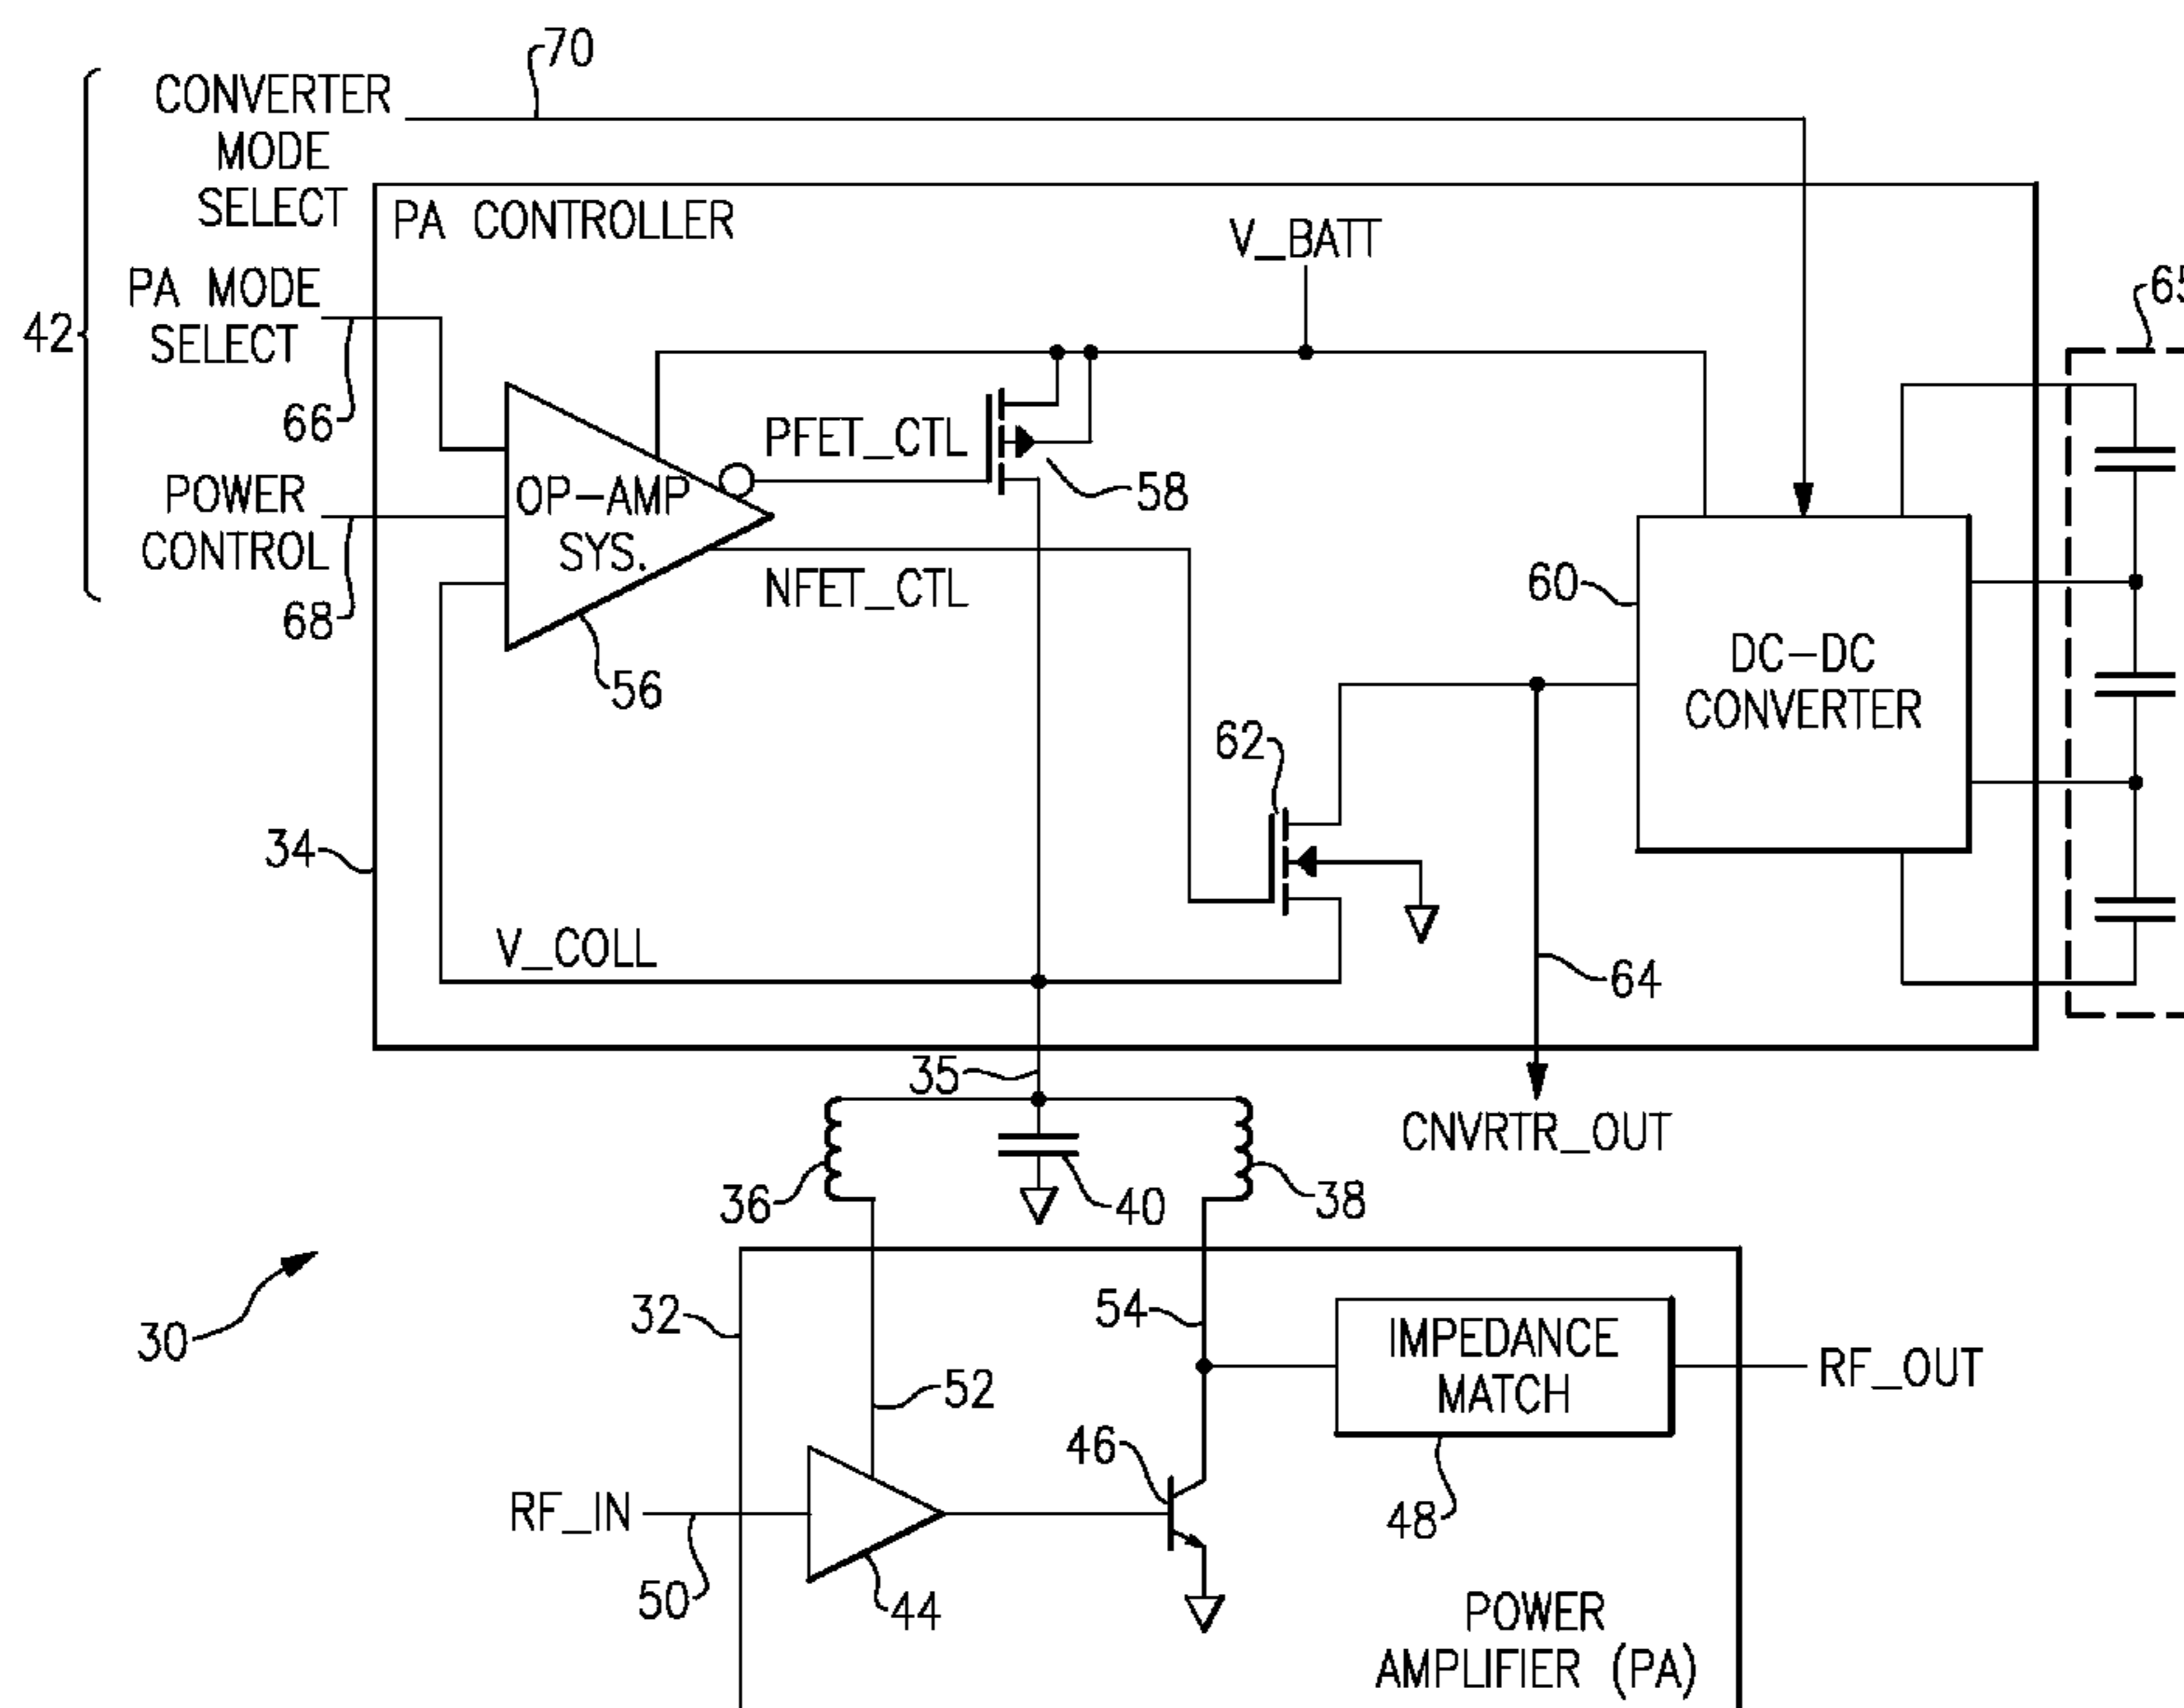 70
CONVERTER
MODE
SELECT
PA CONTROLLER
V_BATT
PA MODE
SELECT
42
65
66
PFET_CTL
58
POWER
CONTROL
OP-AMP
SYS.
NFET_CTL
60
68
DC-DC
CONVERTER
56
62
34
V_COLL
64
35
CNVRTR_OUT
36
40
38
30
32
54
IMPEDANCE
MATCH
RF_OUT
52
46
RF_IN
48
50
44
POWER
AMPLIFIER (PA)